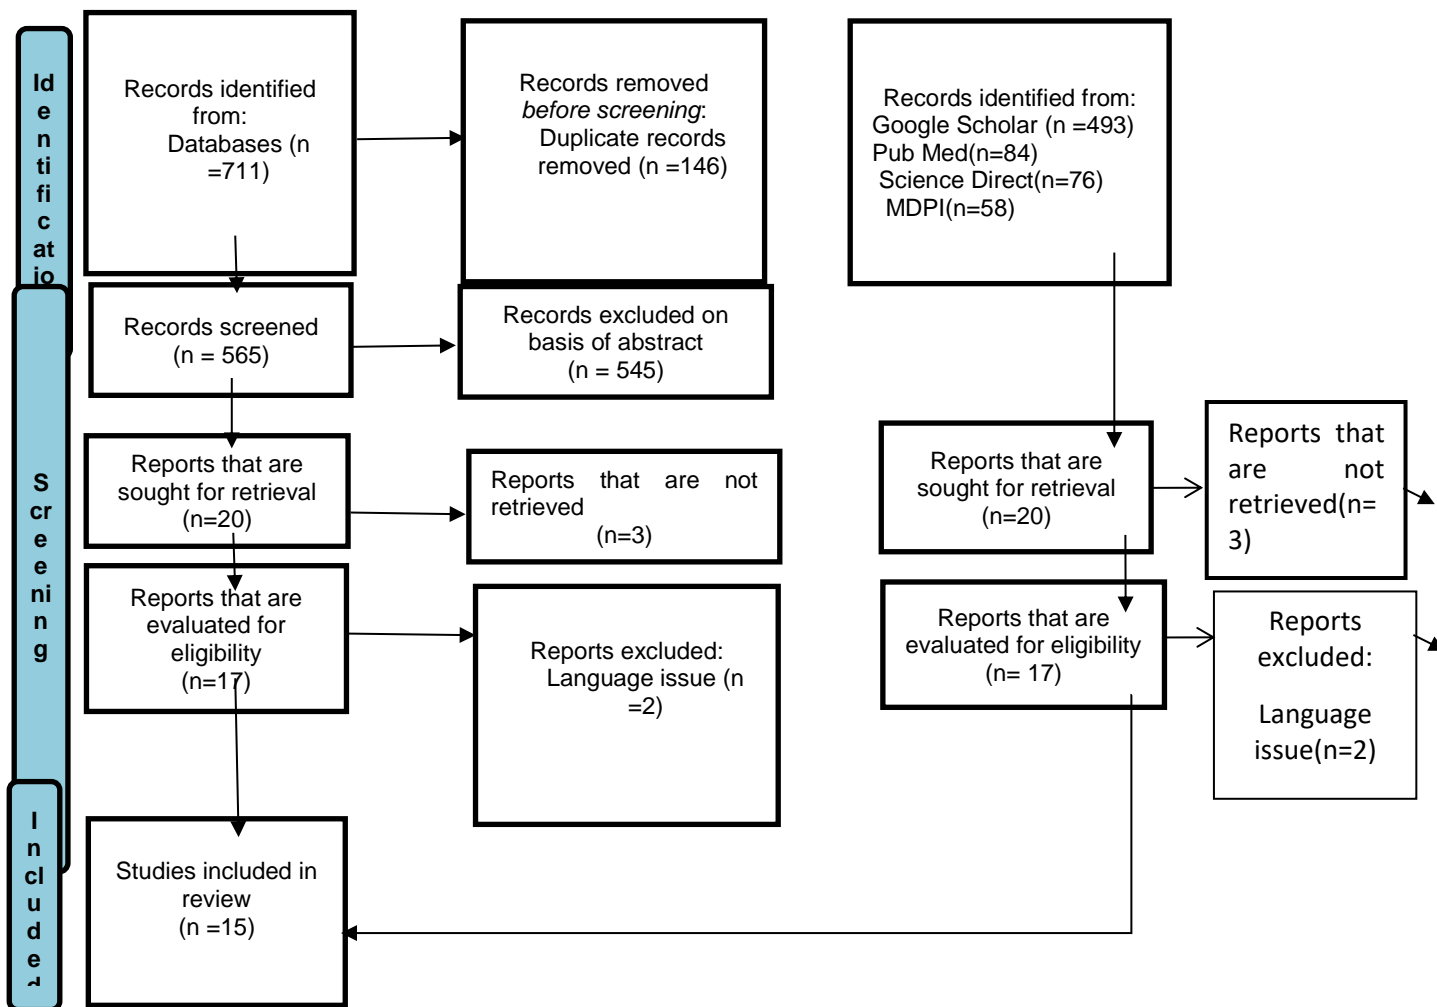 Id
e
n
ti
fi
c
at
io
Records identified
from:
Databases (n
=711)
Records removed
before screening:
Duplicate records
removed (n =146)
Records identified from:
Google Scholar (n =493)
Pub Med(n=84)
Science Direct(n=76)
MDPI(n=58)
S
cr
e
e
ni
n
g
Records screened
(n = 565)
Records excluded on
basis of abstract
(n = 545)
Reports that are
sought for retrieval
(n=20)
Reports that are not
retrieved
(n=3)
Reports that are
sought for retrieval
(n=20)
Reports that
are not
retrieved(n=
3)
Reports that are
evaluated for
eligibility
(n=17)
Reports excluded:
Language issue (n
=2)
Reports that are
evaluated for eligibility
(n= 17)
Reports
excluded:
Language
issue(n=2)
I
n
cl
u
d
e
d
Studies included in
review
(n =15)